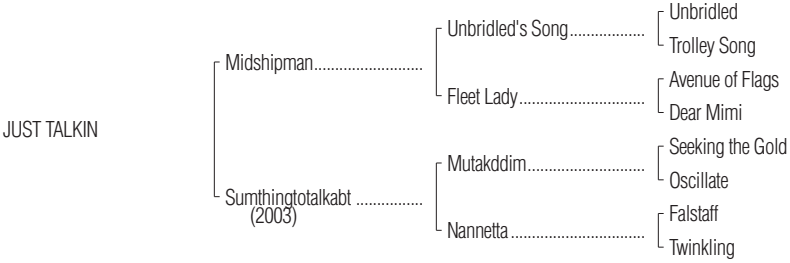 Unbridled
Unbridled's Song..................
Trolley Song
Midshipman..........................
Avenue of Flags
Fleet Lady..............................
Dear Mimi
JUST TALKIN
Seeking the Gold
Mutakddim............................
Oscillate
Sumthingtotalkabt ................
(2003)
Falstaff
Nannetta ................................
Twinkling